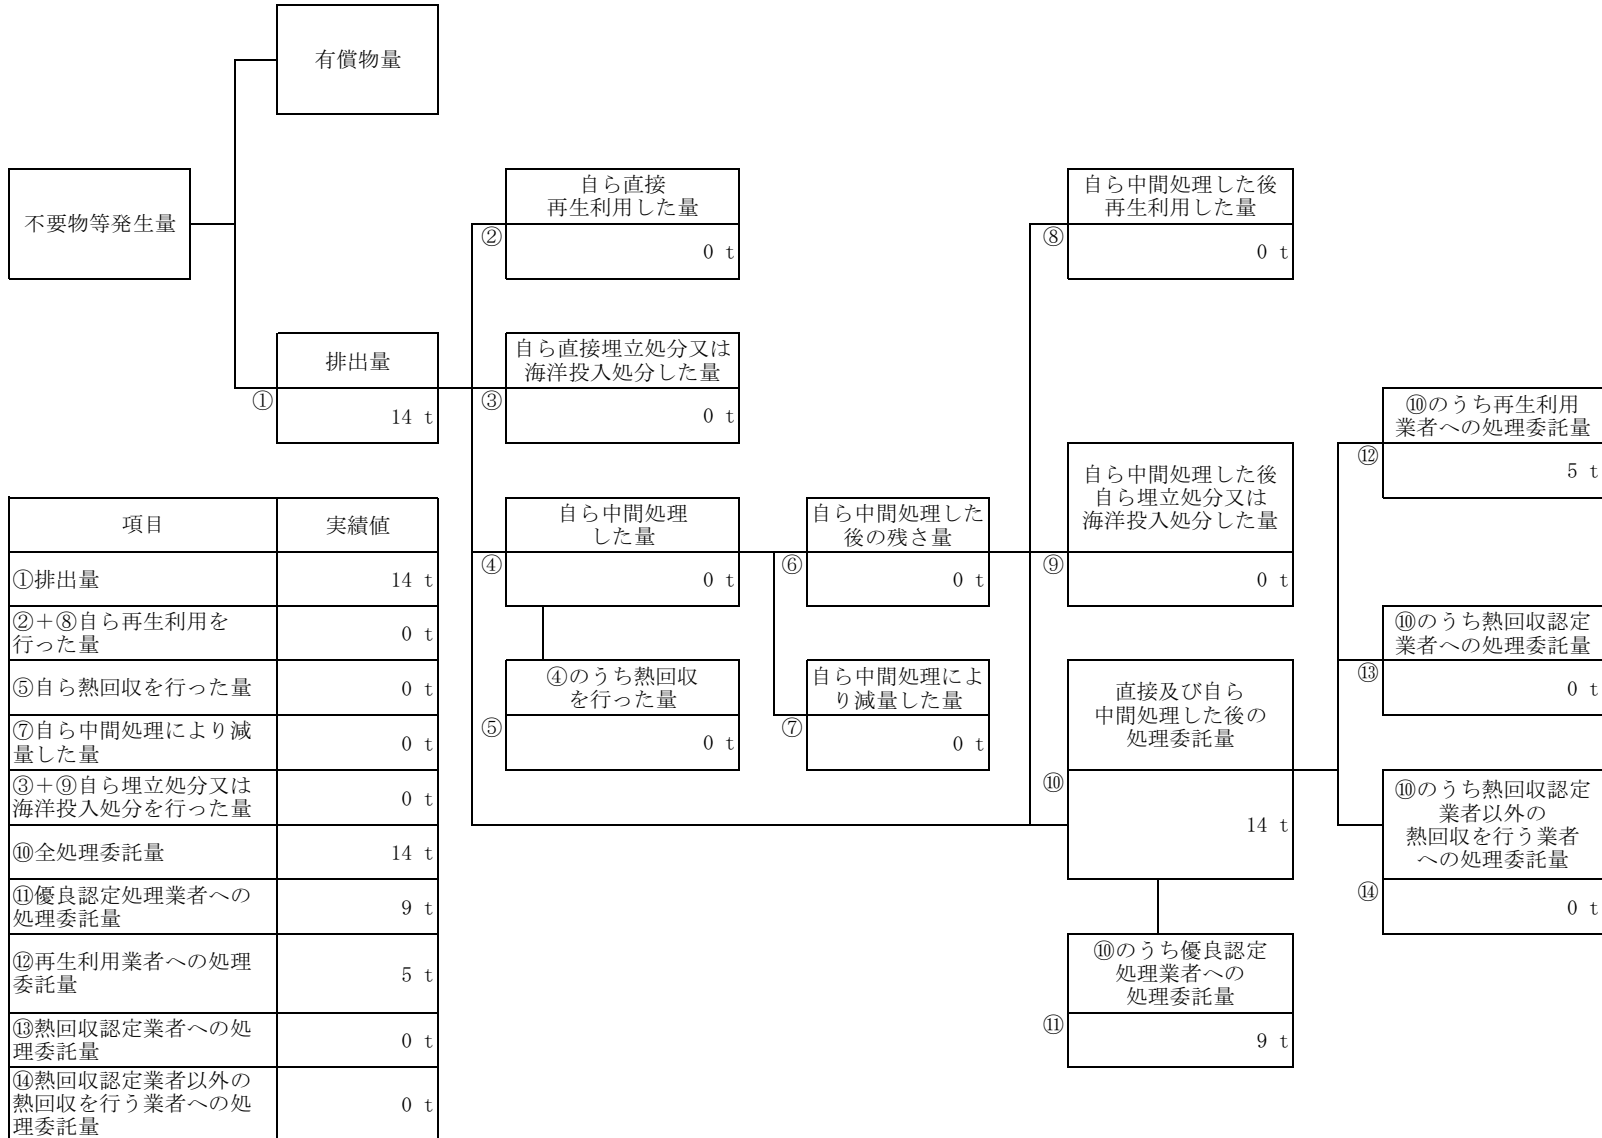 有償物量
不要物等発生量
排出量
①
14 t
自ら直接
再生利用した量
②
0 t
自ら直接埋立処分又は
海洋投入処分した量
③
0 t
自ら中間処理
した量
④
0 t
④のうち熱回収
を行った量
⑤
0 t
自ら中間処理した
後の残さ量
⑥
0 t
自ら中間処理によ
り減量した量
⑦
0 t
自ら中間処理した後
再生利用した量
⑧
0 t
自ら中間処理した後
自ら埋立処分又は
海洋投入処分した量
⑨
0 t
直接及び自ら
中間処理した後の
処理委託量
⑩
14 t
⑩のうち優良認定
処理業者への
処理委託量
⑪
9 t
⑩のうち再生利用
業者への処理委託量
⑫
5 t
⑩のうち熱回収認定
業者への処理委託量
⑬
0 t
⑩のうち熱回収認定
業者以外の
熱回収を行う業者
への処理委託量
⑭
0 t
項目 実績値
①排出量 14 t
②＋⑧自ら再生利用を
行った量 0 t
⑤自ら熱回収を行った量 0 t
⑦自ら中間処理により減
量した量 0 t
③＋⑨自ら埋立処分又は
海洋投入処分を行った量 0 t
⑩全処理委託量 14 t
⑪優良認定処理業者への
処理委託量 9 t
⑫再生利用業者への処理
委託量 5 t
⑬熱回収認定業者への処
理委託量 0 t
⑭熱回収認定業者以外の
熱回収を行う業者への処
理委託量 0 t